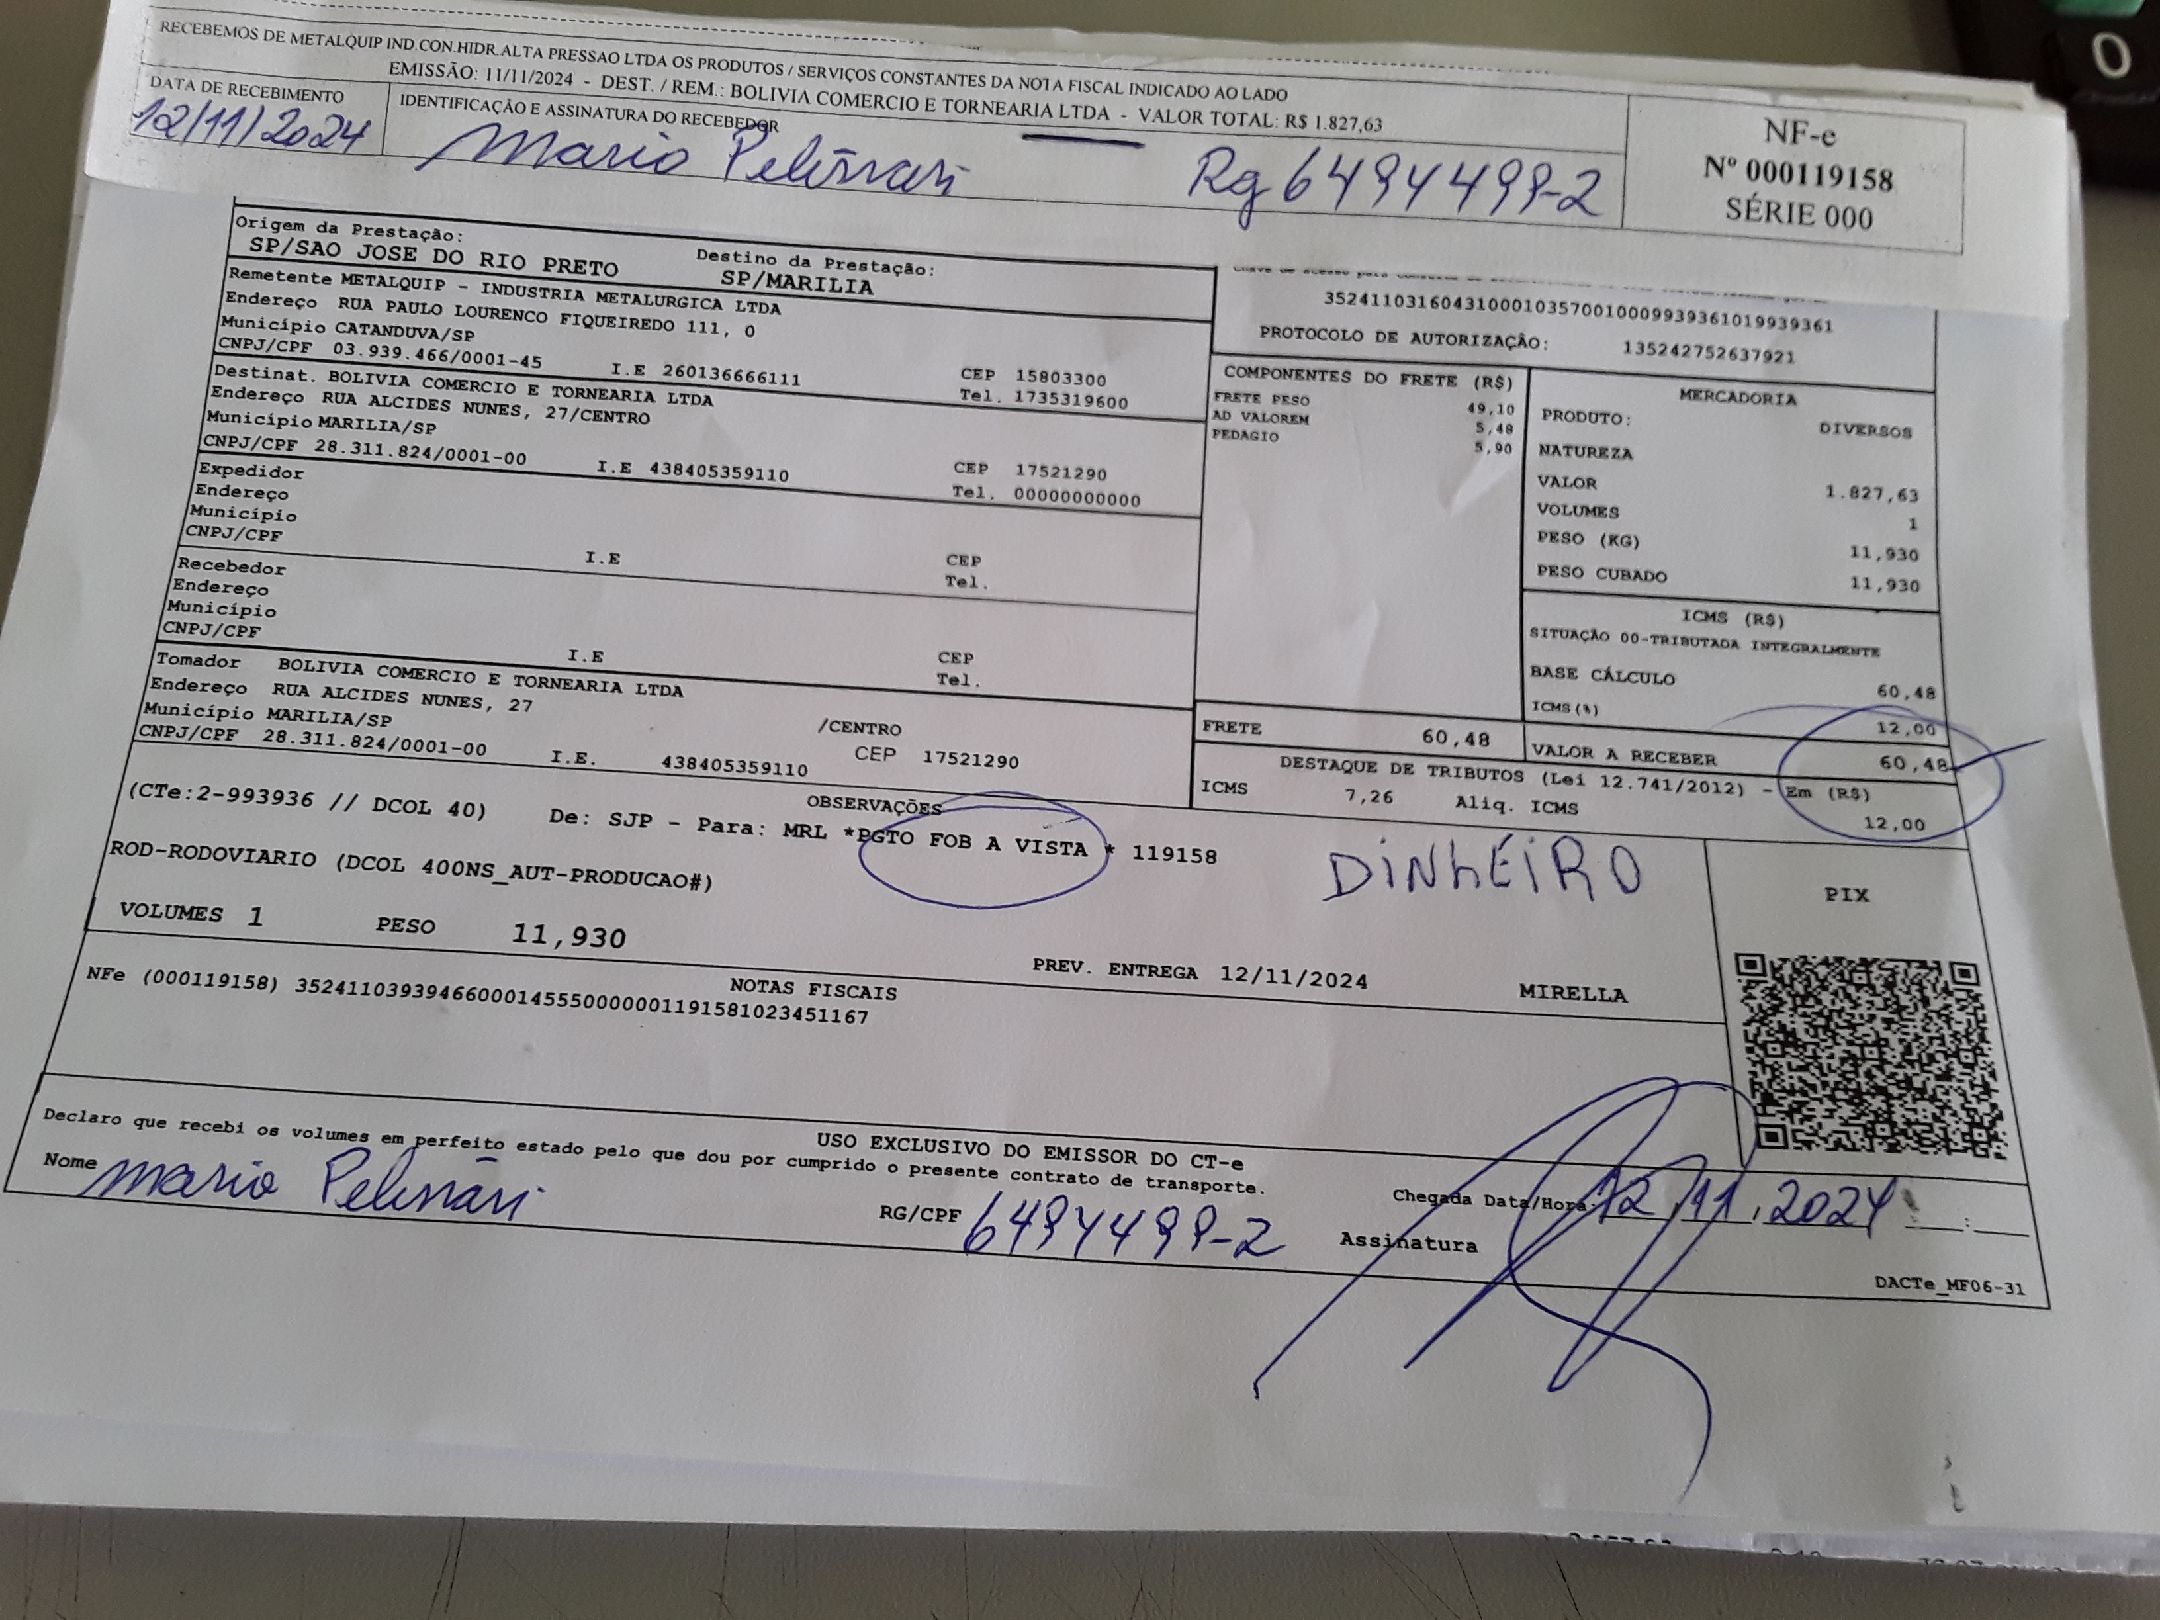 RECEBEMOS DE METALQUIP IND.CON.HIDR.ALTA PRESSAO LTDA OS PRODUTOS / SERVIÇOS CONSTANTES DA NOTA FISCAL INDICADO AO LADO
EMISSÃO: 11/11/2024 - DEST. / REM.: BOLIVIA COMERCIO E TORNEARIA LTDA - VALOR TOTAL: R$ 1.827,63
DATA DE RECEBIMENTO
12/11/2024
IDENTIFICAÇÃO E ASSINATURA DO RECEBEDOR
Mario
Rg 6494499-2
NF-e
Nº 000119158
SÉRIE 000
Origem da Prestação:
SP/SAO JOSE DO RIO PRETO
Destino da Prestação:
SP/MARILIA
Remetente METALQUIP - INDUSTRIA METALURGICA LTDA
Endereço RUA PAULO LOURENCO FIQUEIREDO 111, 0
Município CATANDUVA/SP
CNPJ/CPF 03.939.466/0001-45 I.E 260136666111 CEP 15803300
Tel. 1735319600
Destinat. BOLIVIA COMERCIO E TORNEARIA LTDA
Endereço RUA ALCIDES NUNES, 27/CENTRO
Município MARILIA/SP
CNPJ/CPF 28.311.824/0001-00 I.E 438405359110 CEP 17521290
Tel. 00000000000
Expedidor
Endereço
Município
CNPJ/CPF I.E CEP
Tel.
Recebedor
Endereço
Município
CNPJ/CPF I.E CEP
Tel.
Tomador BOLIVIA COMERCIO E TORNEARIA LTDA
Endereço RUA ALCIDES NUNES, 27 /CENTRO
Município MARILIA/SP CEP 17521290
CNPJ/CPF 28.311.824/0001-00 I.E. 438405359110
35241103160431000103570010009939361019939361
PROTOCOLO DE AUTORIZAÇÃO: 135242752637921
COMPONENTES DO FRETE (R$)
FRETE PESO 49,10
AD VALOREM 5,48
PEDAGIO 5,90
MERCADORIA
PRODUTO: DIVERSOS
NATUREZA
VALOR 1.827,63
VOLUMES 1
PESO (KG) 11,930
PESO CUBADO 11,930
ICMS (R$)
SITUAÇÃO 00-TRIBUTADA INTEGRALMENTE
BASE CÁLCULO 60,48
ICMS(%) 12,00
FRETE 60,48
VALOR A RECEBER 60,48
DESTAQUE DE TRIBUTOS (Lei 12.741/2012) - Em (R$)
ICMS 7,26 Aliq. ICMS 12,00
OBSERVAÇÕES
(CTe:2-993936 // DCOL 40) De: SJP - Para: MRL *PGTO FOB A VISTA * 119158
DINHEIRO
ROD-RODOVIARIO (DCOL 400NS_AUT-PRODUCAO#)
VOLUMES 1 PESO 11,930
PREV. ENTREGA 12/11/2024 MIRELLA
PIX
NOTAS FISCAIS
NFe (000119158) 35241103939466000145550000001191581023451167
USO EXCLUSIVO DO EMISSOR DO CT-e
Declaro que recebi os volumes em perfeito estado pelo que dou por cumprido o presente contrato de transporte.
Nome Mario
RG/CPF 6494499-2
Chegada Data/Hora: 12.11.2024 :
Assinatura
DACTe_MF06-31
0